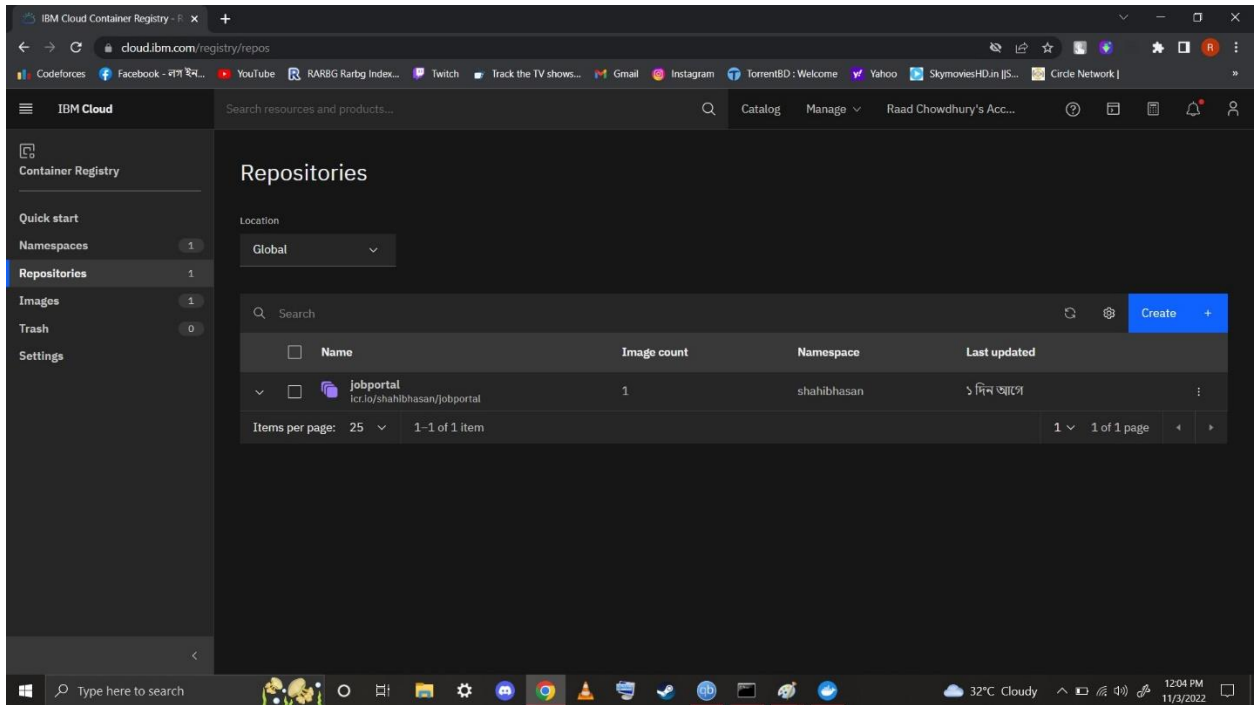 IBM Cloud Container Registry - R
cloud.ibm.com/registry/repos
R
Codeforces Facebook - লগ ইন... YouTube RARBG Rarbg Index... Twitch Track the TV shows... Gmail Instagram TorrentBD : Welcome Yahoo SkymoviesHD.in ||S... Circle Network | »
IBM Cloud Search resources and products... Catalog Manage Raad Chowdhury's Acc...
Container Registry
Quick start
Namespaces 1
Repositories 1
Images 1
Trash 0
Settings
Repositories
Location
Global
Search Create +
Name Image count Namespace Last updated
jobportal 1 shahibhasan ১ দিন আগে
icr.io/shahibhasan/jobportal
Items per page: 25 1–1 of 1 item 1 1 of 1 page
Type here to search qb 32°C Cloudy 12:04 PM
11/3/2022